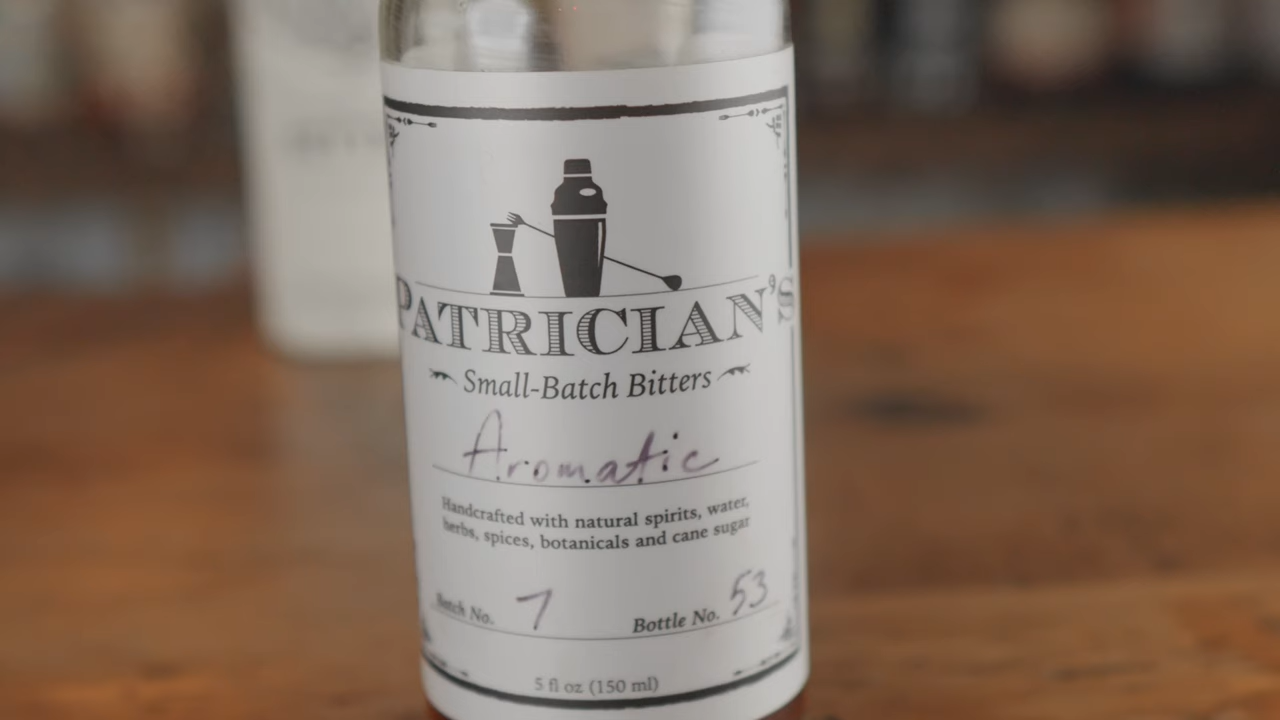 PATRICIAN'S
Small-Batch Bitters
Aromatic
Handcrafted with natural spirits, water,
herbs, spices, botanicals and cane sugar
Batch No. 7 Bottle No. 53
5 fl oz (150 ml)